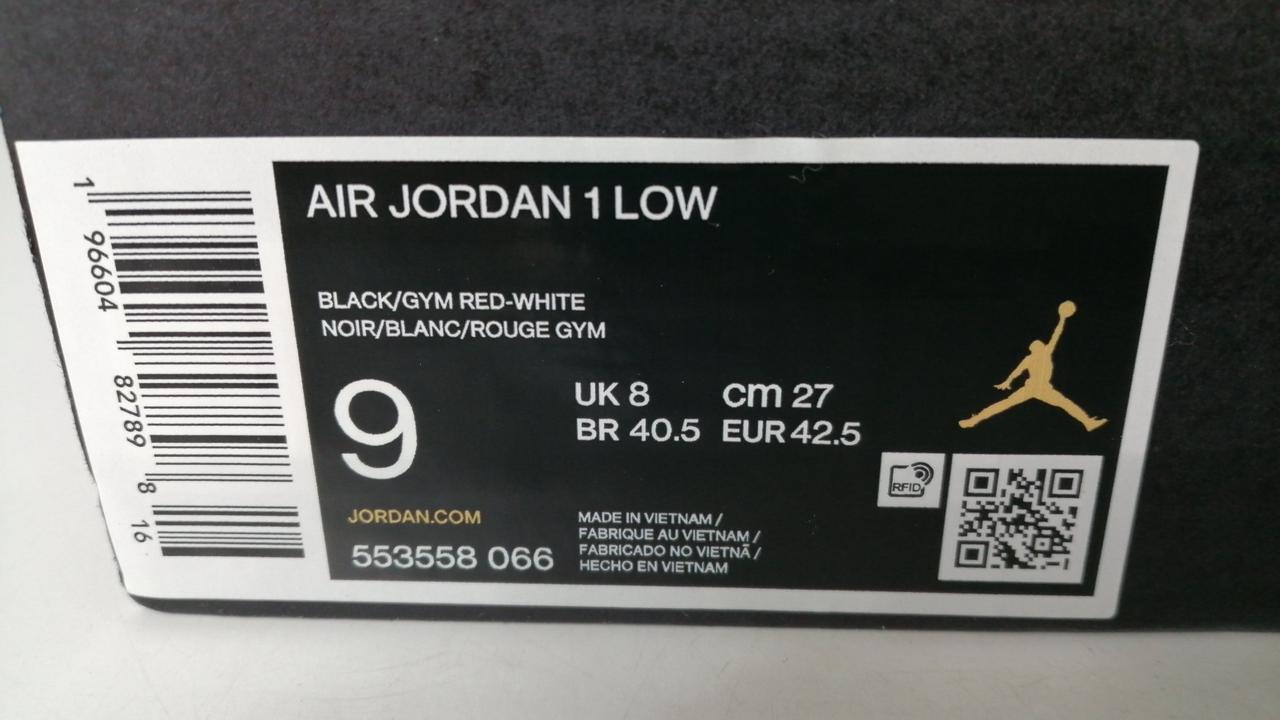 AIR JORDAN 1 LOW
BLACK/GYM RED-WHITE
NOIR/BLANC/ROUGE GYM
9
UK 8 cm 27
BR 40.5 EUR 42.5
JORDAN.COM
553558 066
MADE IN VIETNAM /
FABRIQUE AU VIETNAM /
FABRICADO NO VIETNÃ /
HECHO EN VIETNAM
RFID
1 96604 82789 8 16